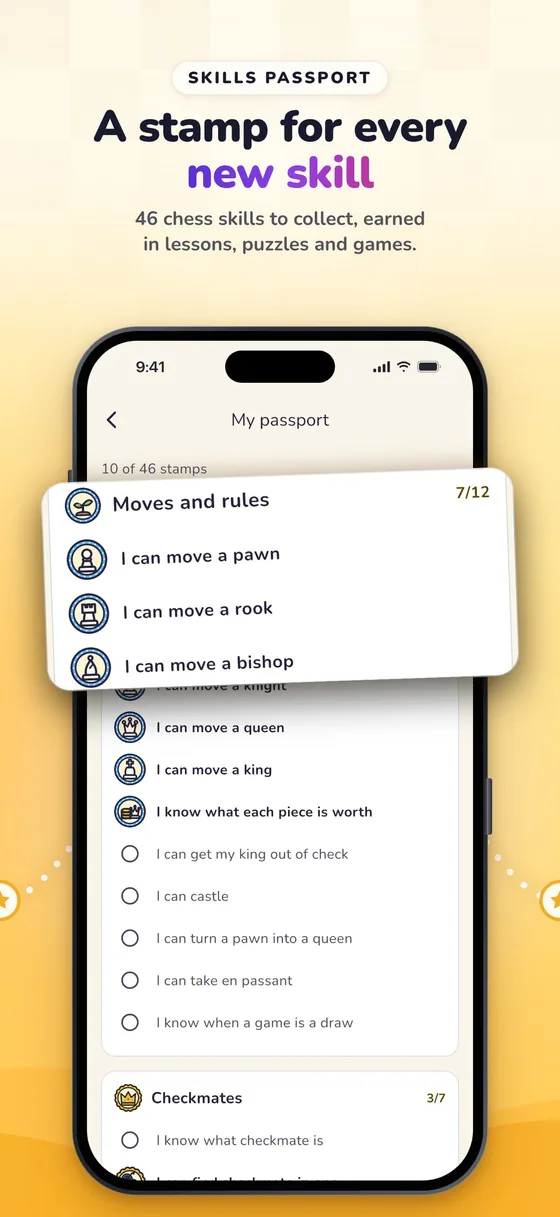 SKILLS PASSPORT
A stamp for every
new skill
46 chess skills to collect, earned
in lessons, puzzles and games.
9:41
My passport
10 of 46 stamps
Moves and rules 7/12
I can move a pawn
I can move a rook
I can move a bishop
I can move a knight
I can move a queen
I can move a king
I know what each piece is worth
I can get my king out of check
I can castle
I can turn a pawn into a queen
I can take en passant
I know when a game is a draw
Checkmates 3/7
I know what checkmate is